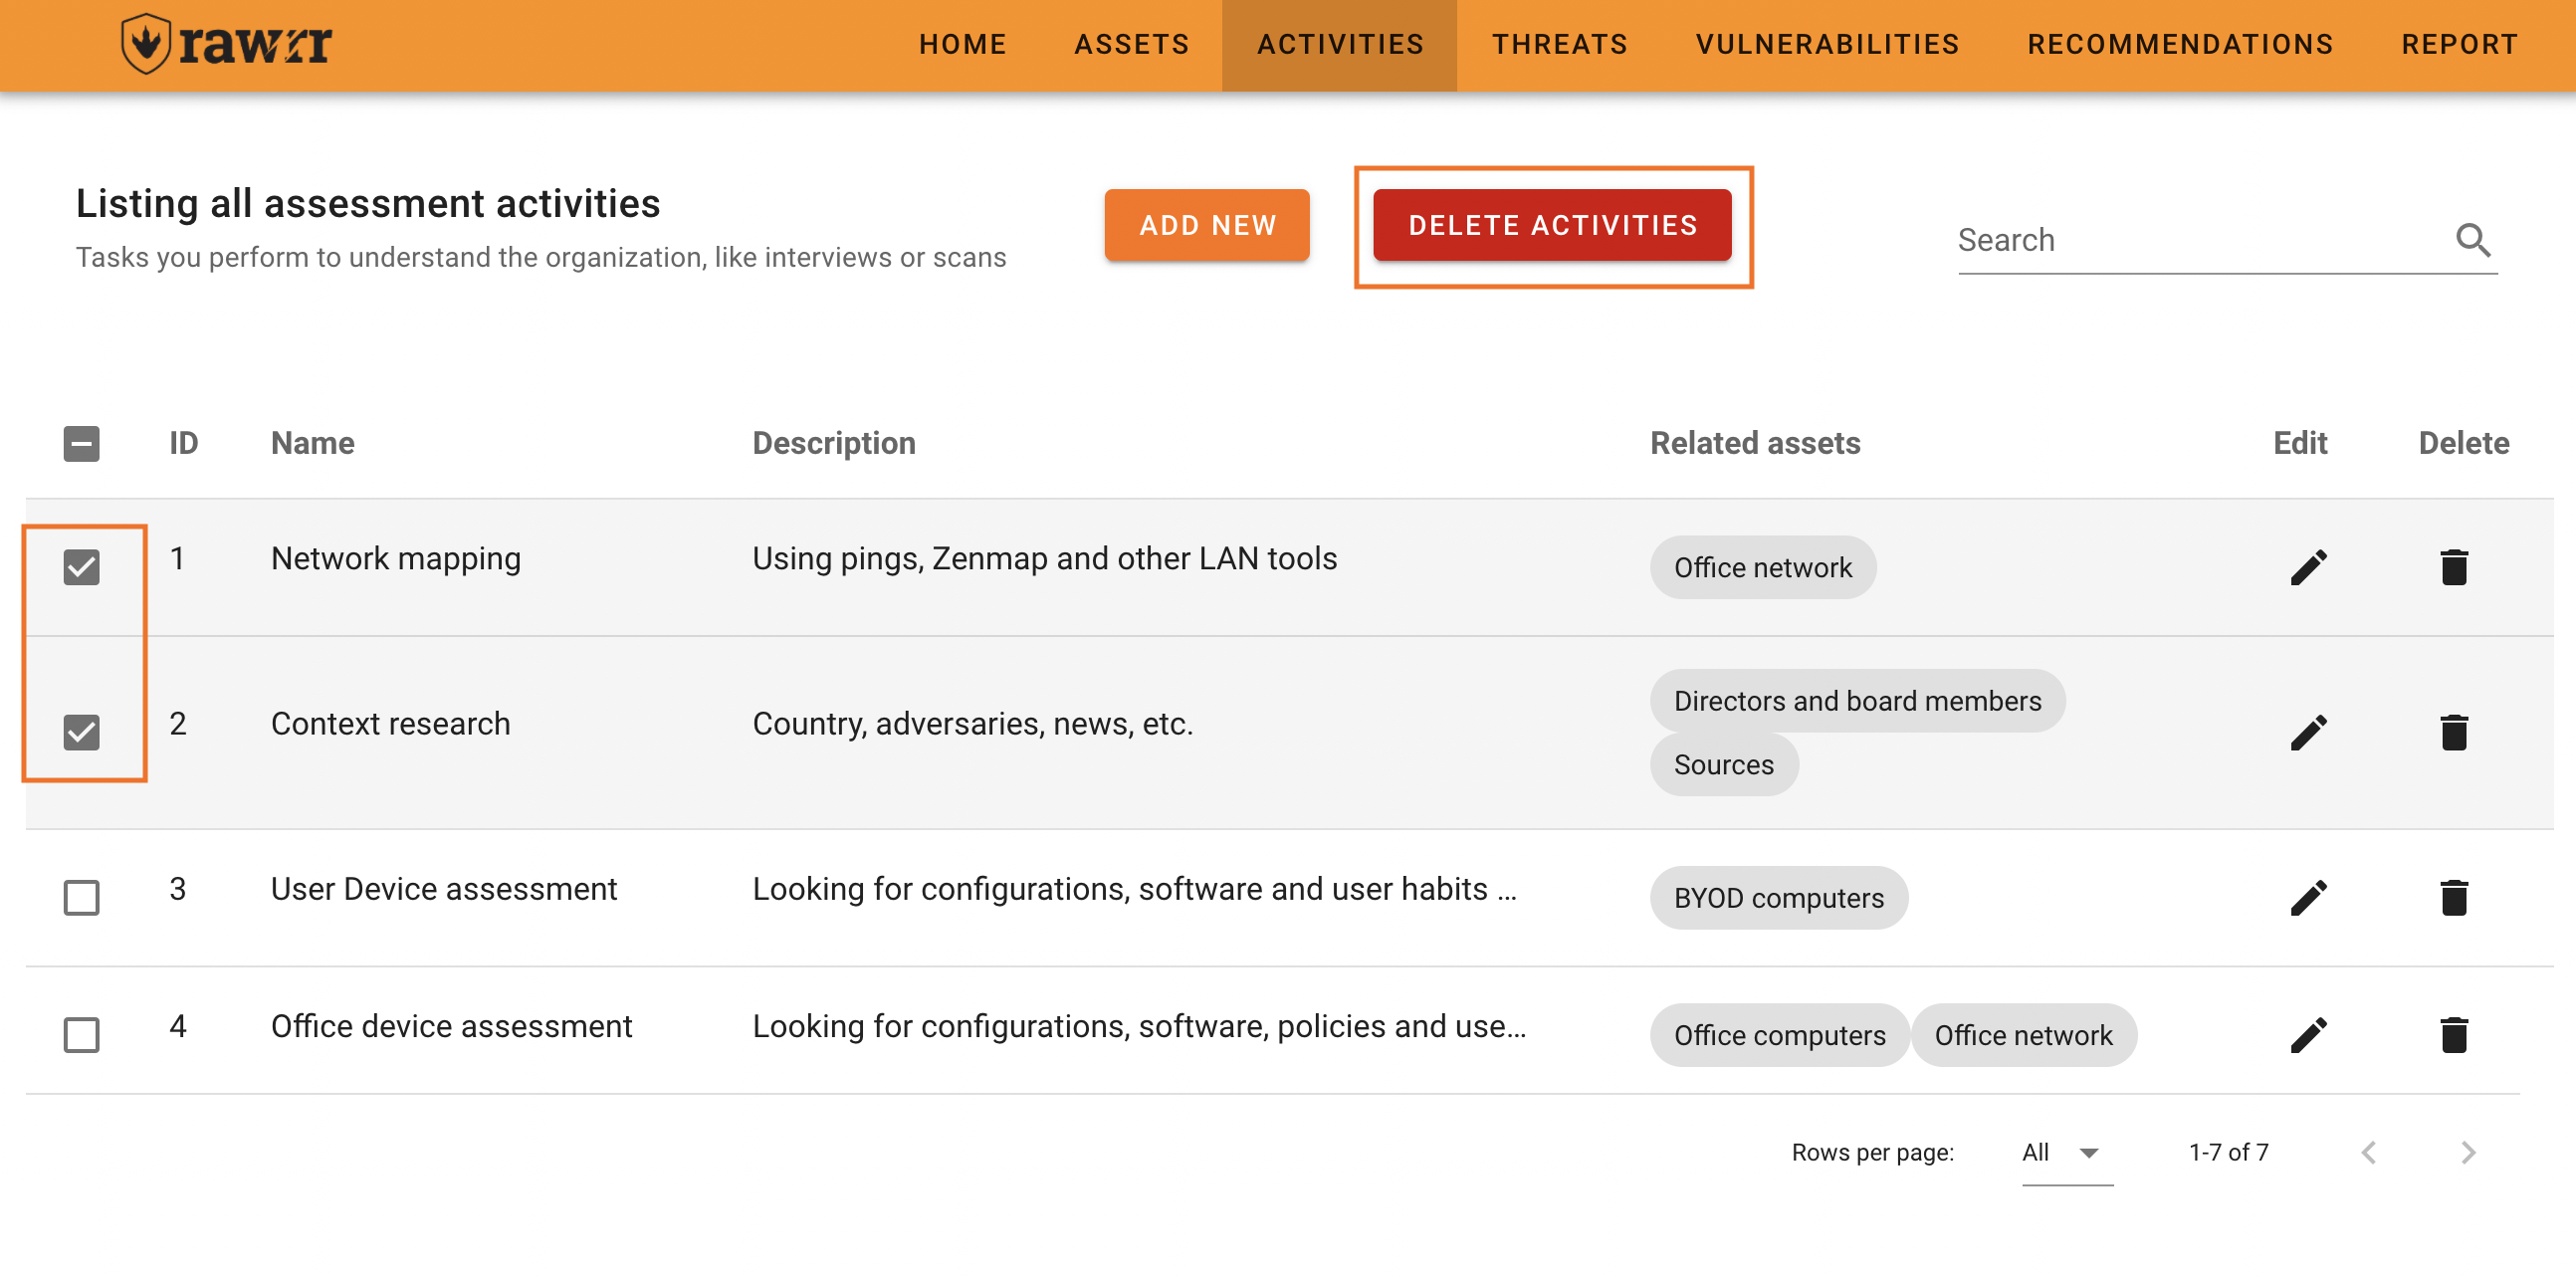 rawrr
HOME ASSETS ACTIVITIES THREATS VULNERABILITIES RECOMMENDATIONS REPORT
Listing all assessment activities
Tasks you perform to understand the organization, like interviews or scans
ADD NEW
DELETE ACTIVITIES
Search
ID Name Description Related assets Edit Delete
1 Network mapping Using pings, Zenmap and other LAN tools Office network
2 Context research Country, adversaries, news, etc. Directors and board members
Sources
3 User Device assessment Looking for configurations, software and user habits ... BYOD computers
4 Office device assessment Looking for configurations, software, policies and use... Office computers Office network
Rows per page: All 1-7 of 7